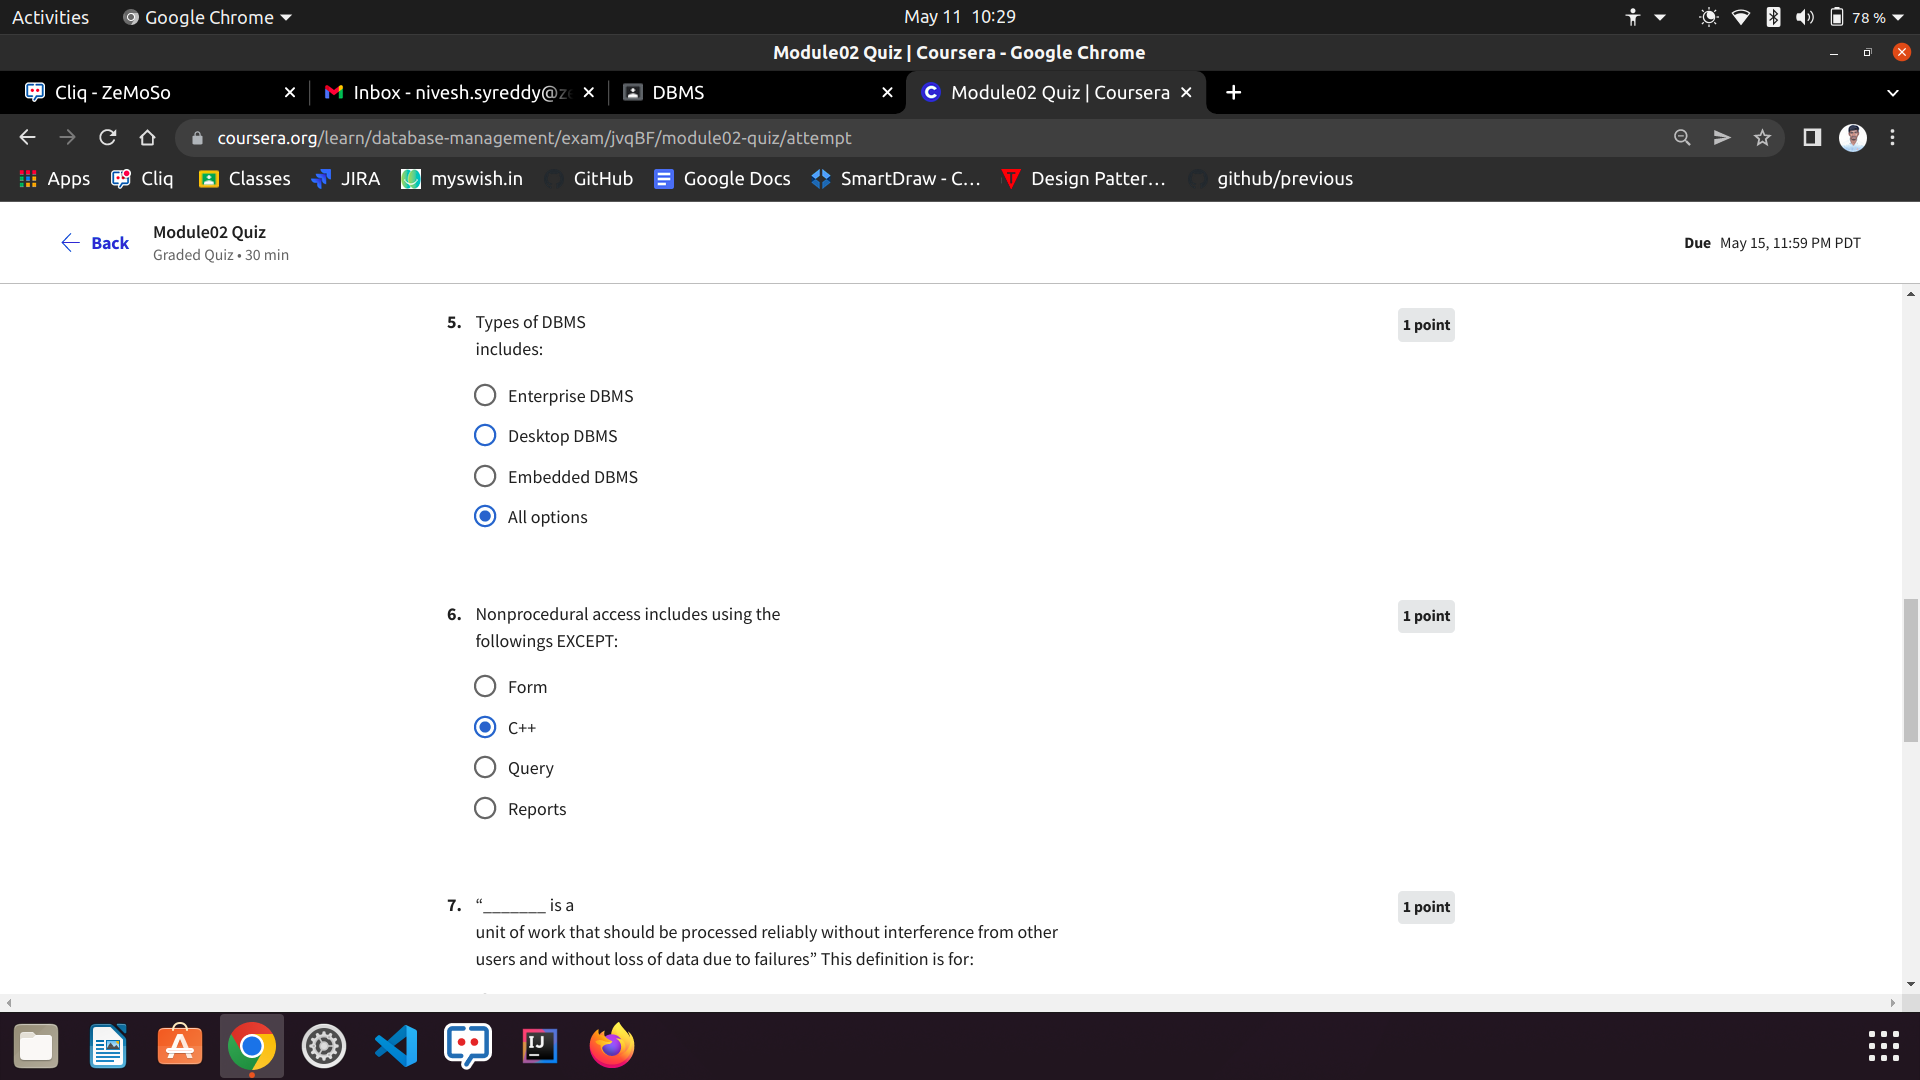 Activities Google Chrome May 11 10:29 78 %
Module02 Quiz | Coursera - Google Chrome
Cliq - ZeMoSo Inbox - nivesh.syreddy@ze DBMS Module02 Quiz | Coursera
coursera.org/learn/database-management/exam/jvqBF/module02-quiz/attempt
Apps Cliq Classes JIRA myswish.in GitHub Google Docs SmartDraw - C... Design Patter... github/previous
Back Module02 Quiz
Graded Quiz • 30 min
Due May 15, 11:59 PM PDT
5. Types of DBMS
includes:
1 point
Enterprise DBMS
Desktop DBMS
Embedded DBMS
All options
6. Nonprocedural access includes using the
followings EXCEPT:
1 point
Form
C++
Query
Reports
7. “_______ is a
unit of work that should be processed reliably without interference from other
users and without loss of data due to failures” This definition is for:
1 point